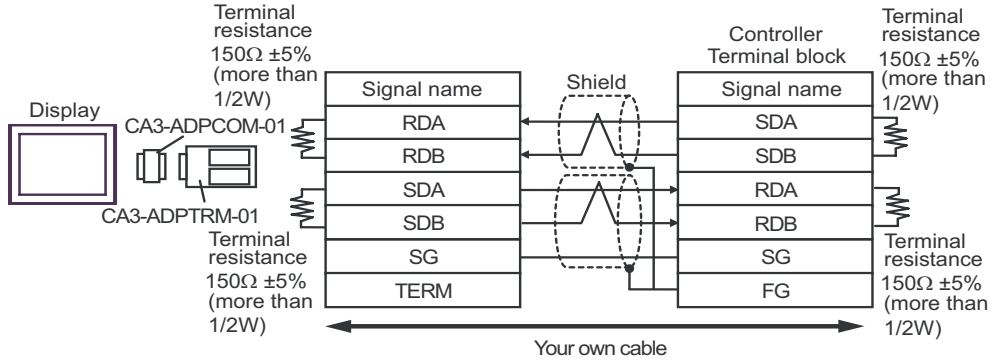 Terminal
resistance
150Ω ±5%
(more than
1/2W)
Display
CA3-ADPCOM-01
CA3-ADPTRM-01
Terminal
resistance
150Ω ±5%
(more than
1/2W)
Signal name
RDA
RDB
SDA
SDB
SG
TERM
Shield
Controller
Terminal block
Signal name
SDA
SDB
RDA
RDB
SG
FG
Terminal
resistance
150Ω ±5%
(more than
1/2W)
Terminal
resistance
150Ω ±5%
(more than
1/2W)
Your own cable